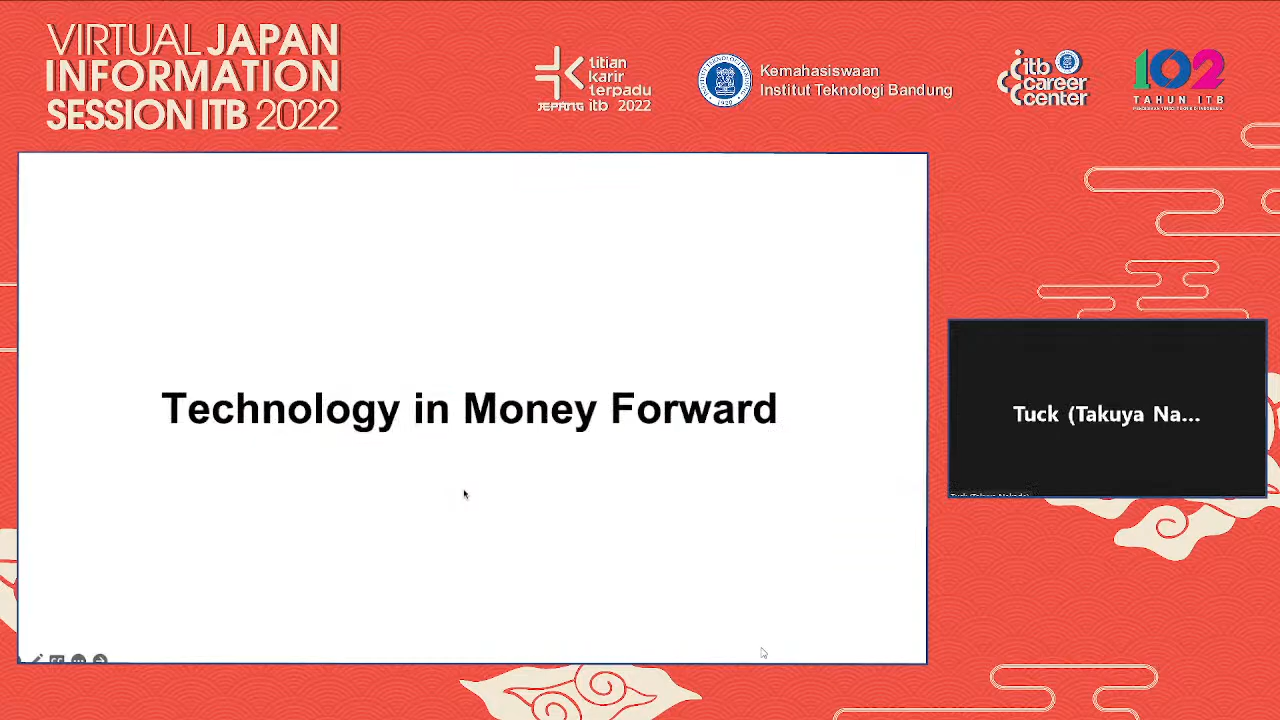 VIRTUAL JAPAN
INFORMATION
SESSION ITB 2022
titian
karir
terpadu
JEPANG itb 2022
Kemahasiswaan
Institut Teknologi Bandung
itb
career
center
102
TAHUN ITB
Technology in Money Forward
Tuck (Takuya Na...